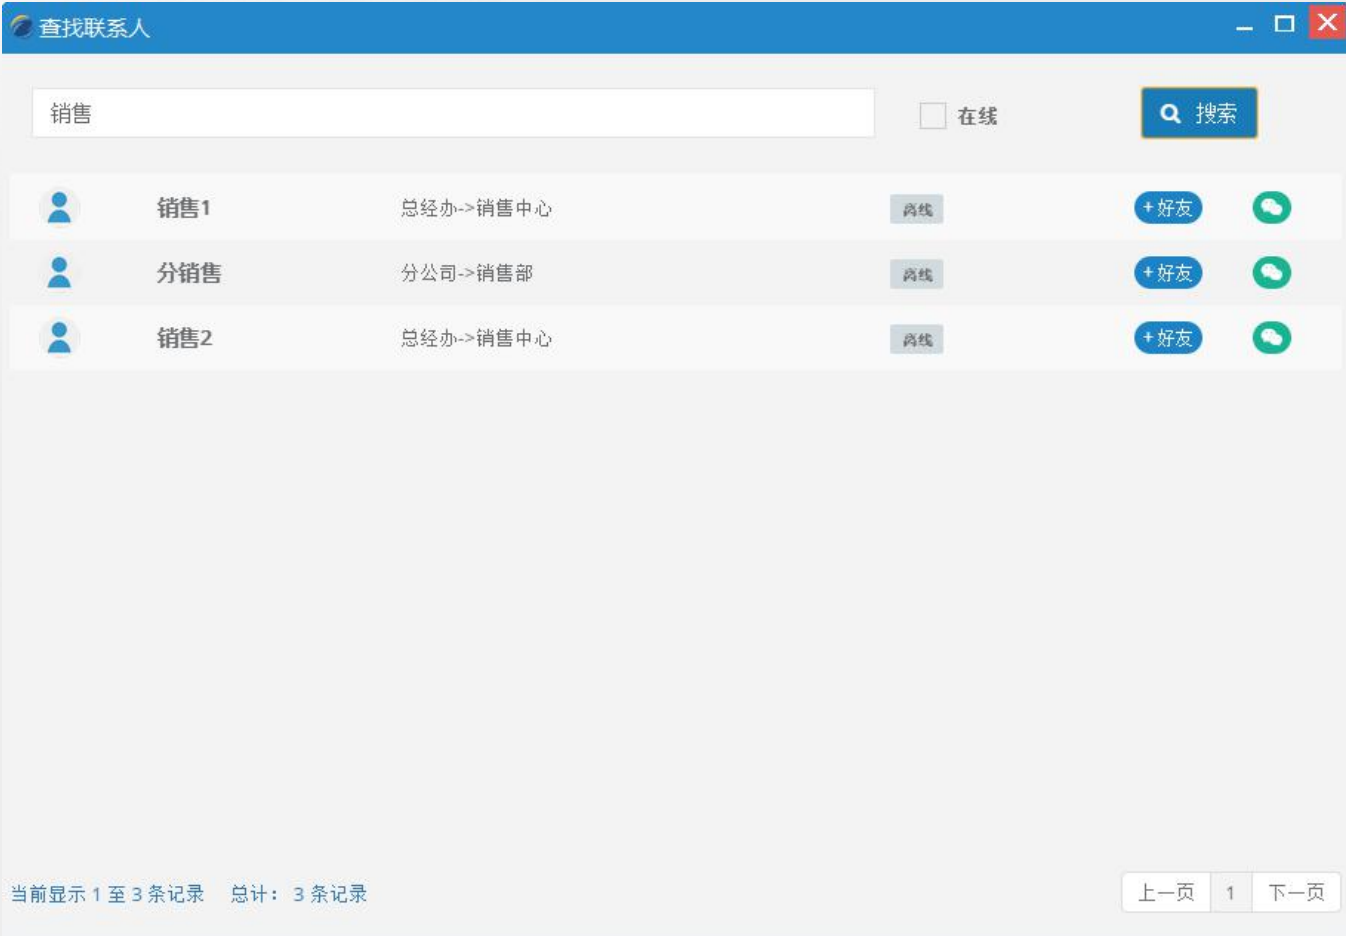 查找联系人
销售
在线
搜索
销售1 总经办->销售中心 离线 +好友
分销售 分公司->销售部 离线 +好友
销售2 总经办->销售中心 离线 +好友
当前显示 1 至 3 条记录 总计： 3 条记录
上一页 1 下一页